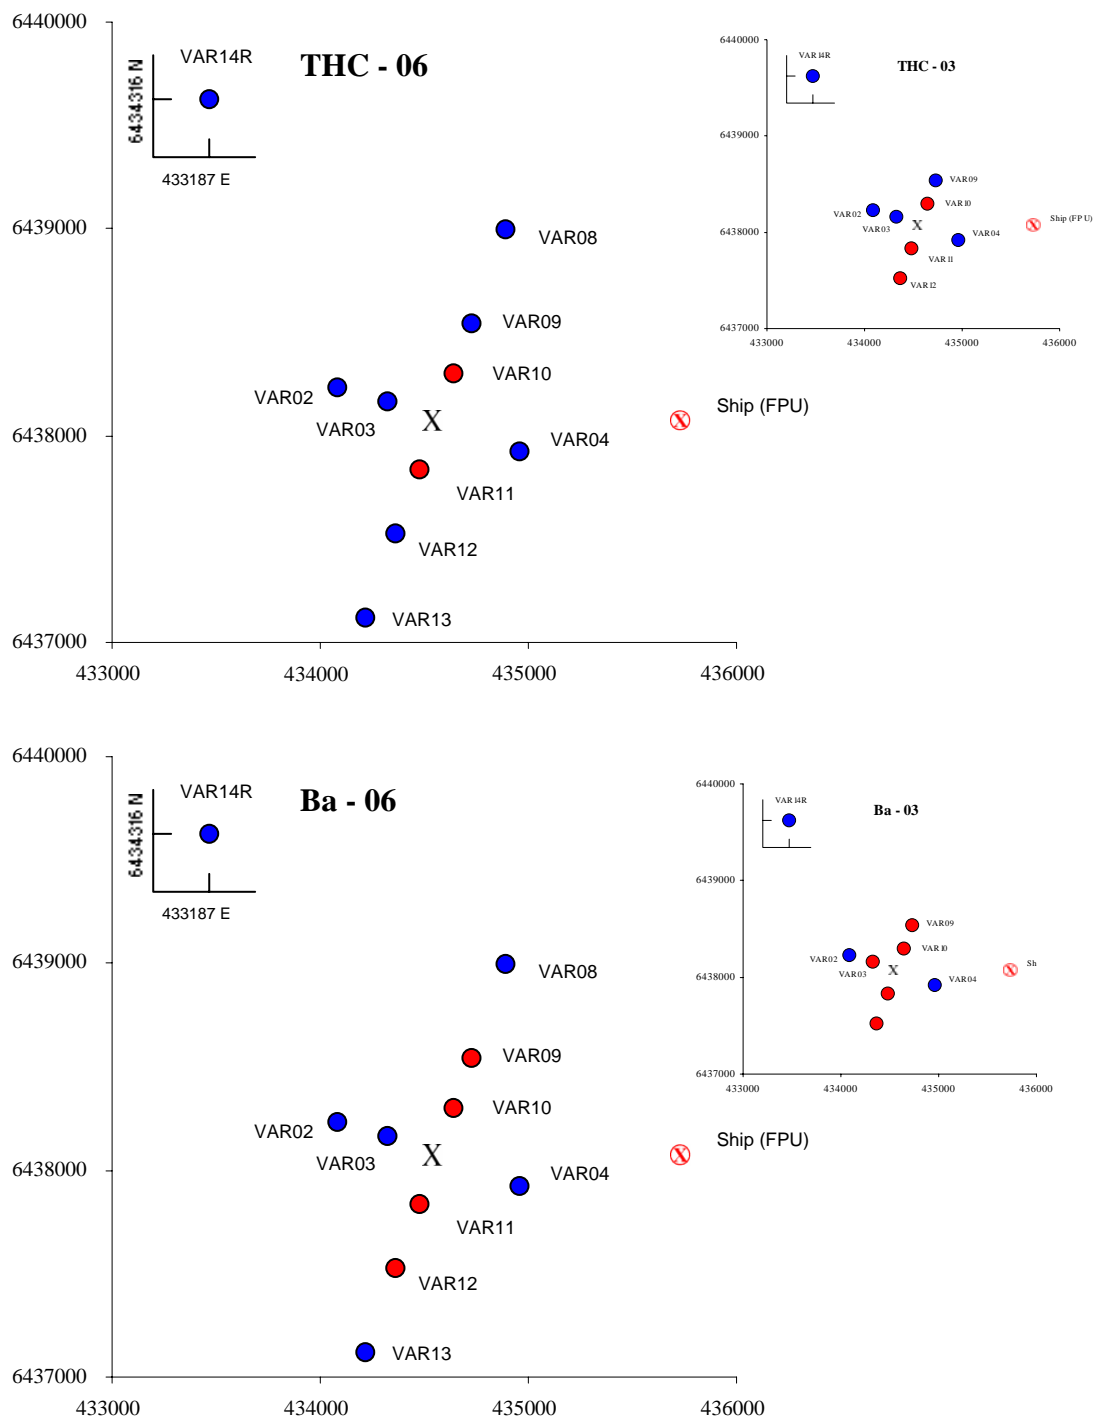 6440000
VAR14R
THC - 06
6434316 N
433187 E
6439000
VAR08
VAR09
VAR10
VAR02
VAR03
X
Ship (FPU)
X
6438000
VAR04
VAR11
VAR12
VAR13
6437000
433000
434000
435000
436000
6440000
VAR14R
THC - 03
6439000
VAR09
VAR10
VAR02
VAR03
X
Ship (FPU)
X
6438000
VAR04
VAR11
VAR12
6437000
433000
434000
435000
436000
6440000
VAR14R
Ba - 06
6434316 N
433187 E
6439000
VAR08
VAR09
VAR10
VAR02
VAR03
X
Ship (FPU)
X
6438000
VAR04
VAR11
VAR12
VAR13
6437000
433000
434000
435000
436000
6440000
VAR14R
Ba - 03
6439000
VAR09
VAR10
VAR02
VAR03
X
Sh
X
6438000
VAR04
6437000
433000
434000
435000
436000